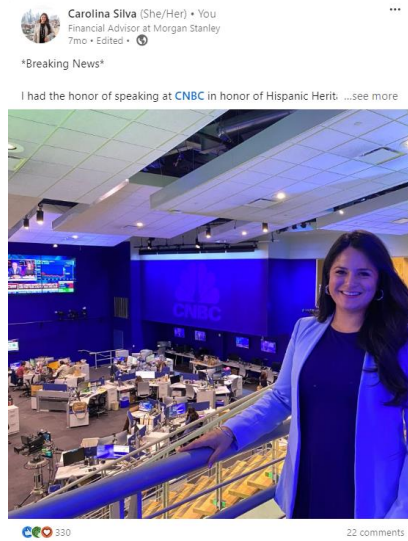 Carolina Silva (She/Her) • You
Financial Advisor at Morgan Stanley
7mo • Edited •
*Breaking News*
I had the honor of speaking at CNBC in honor of Hispanic Herit ...see more
CNBC
330
22 comments